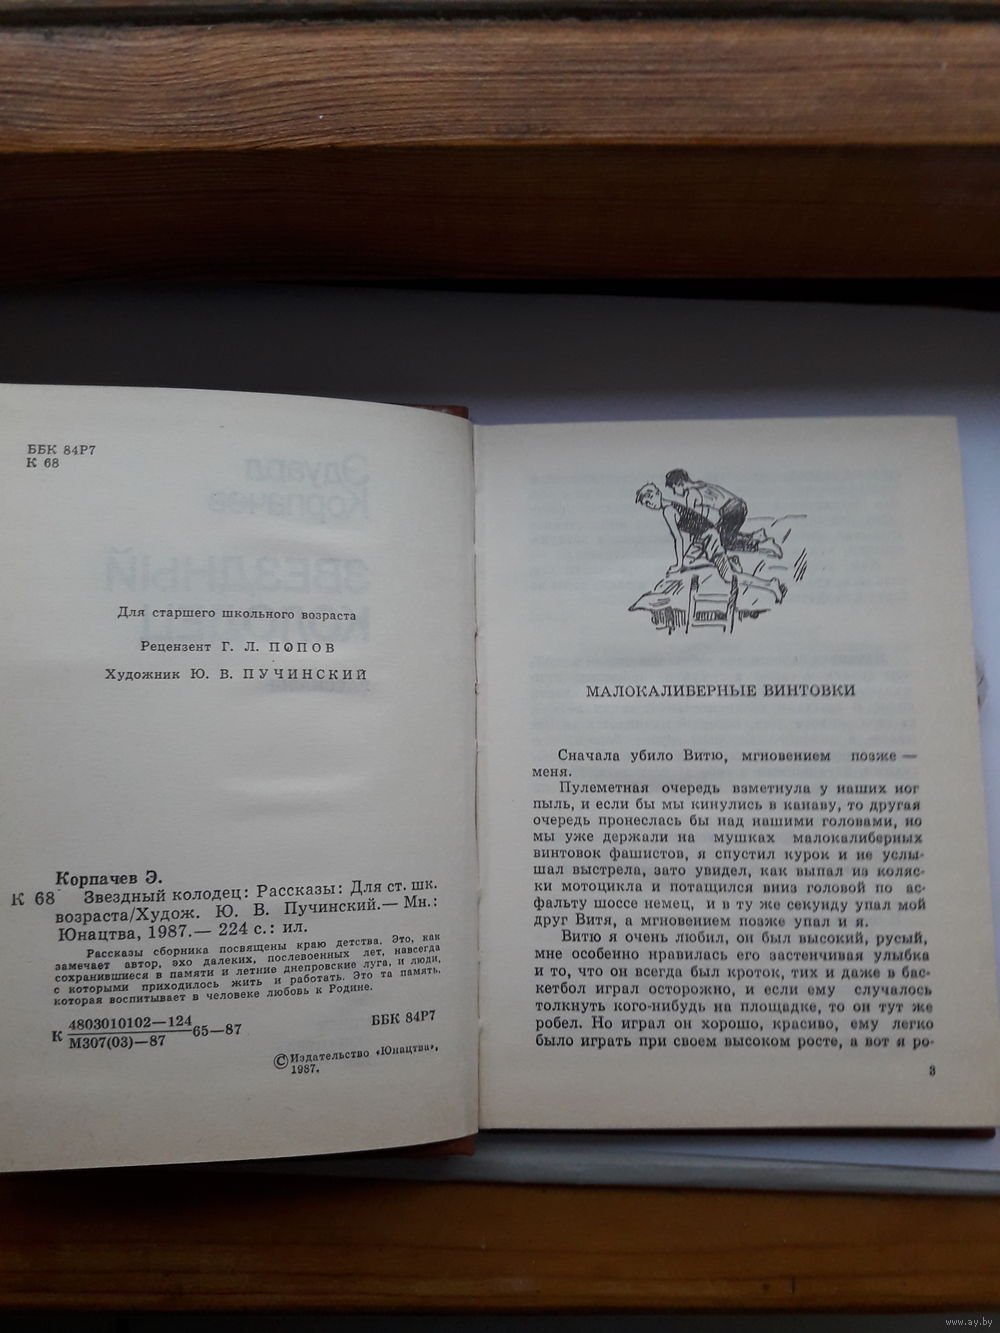 ББК 84Р7
К 68
Для старшего школьного возраста
Рецензент Г. Л. ПОПОВ
Художник Ю. В. ПУЧИНСКИЙ
Корпачев Э.
К 68 Звездный колодец: Рассказы: Для ст. шк.
возраста/Худож. Ю. В. Пучинский.— Мн.:
Юнацтва, 1987.— 224 с.: ил.
Рассказы сборника посвящены краю детства. Это, как
замечает автор, эхо далеких, послевоенных лет, навсегда
сохранившиеся в памяти и летние днепровские луга, и люди,
с которыми приходилось жить и работать. Это та память,
которая воспитывает в человеке любовь к Родине.
К 4803010102—124
М307(03)—87
65—87
ББК 84Р7
© Издательство «Юнацтва»,
1987.
МАЛОКАЛИБЕРНЫЕ ВИНТОВКИ
Сначала убило Витю, мгновением позже —
меня.
Пулеметная очередь взметнула у наших ног
пыль, и если бы мы кинулись в канаву, то другая
очередь пронеслась бы над нашими головами, но
мы уже держали на мушках малокалиберных
винтовок фашистов, я спустил курок и не услы-
шал выстрела, зато увидел, как выпал из коляс-
ки мотоцикла и потащился вниз головой по ас-
фальту шоссе немец, и в ту же секунду упал мой
друг Витя, а мгновением позже упал и я.
Витю я очень любил, он был высокий, русый,
мне особенно нравилась его застенчивая улыбка
и то, что он всегда был кроток, тих и даже в бас-
кетбол играл осторожно, и если ему случалось
толкнуть кого-нибудь на площадке, то он тут же
робел. Но играл он хорошо, красиво, ему легко
было играть при своем высоком росте, а вот я ро-
3
www.ay.by